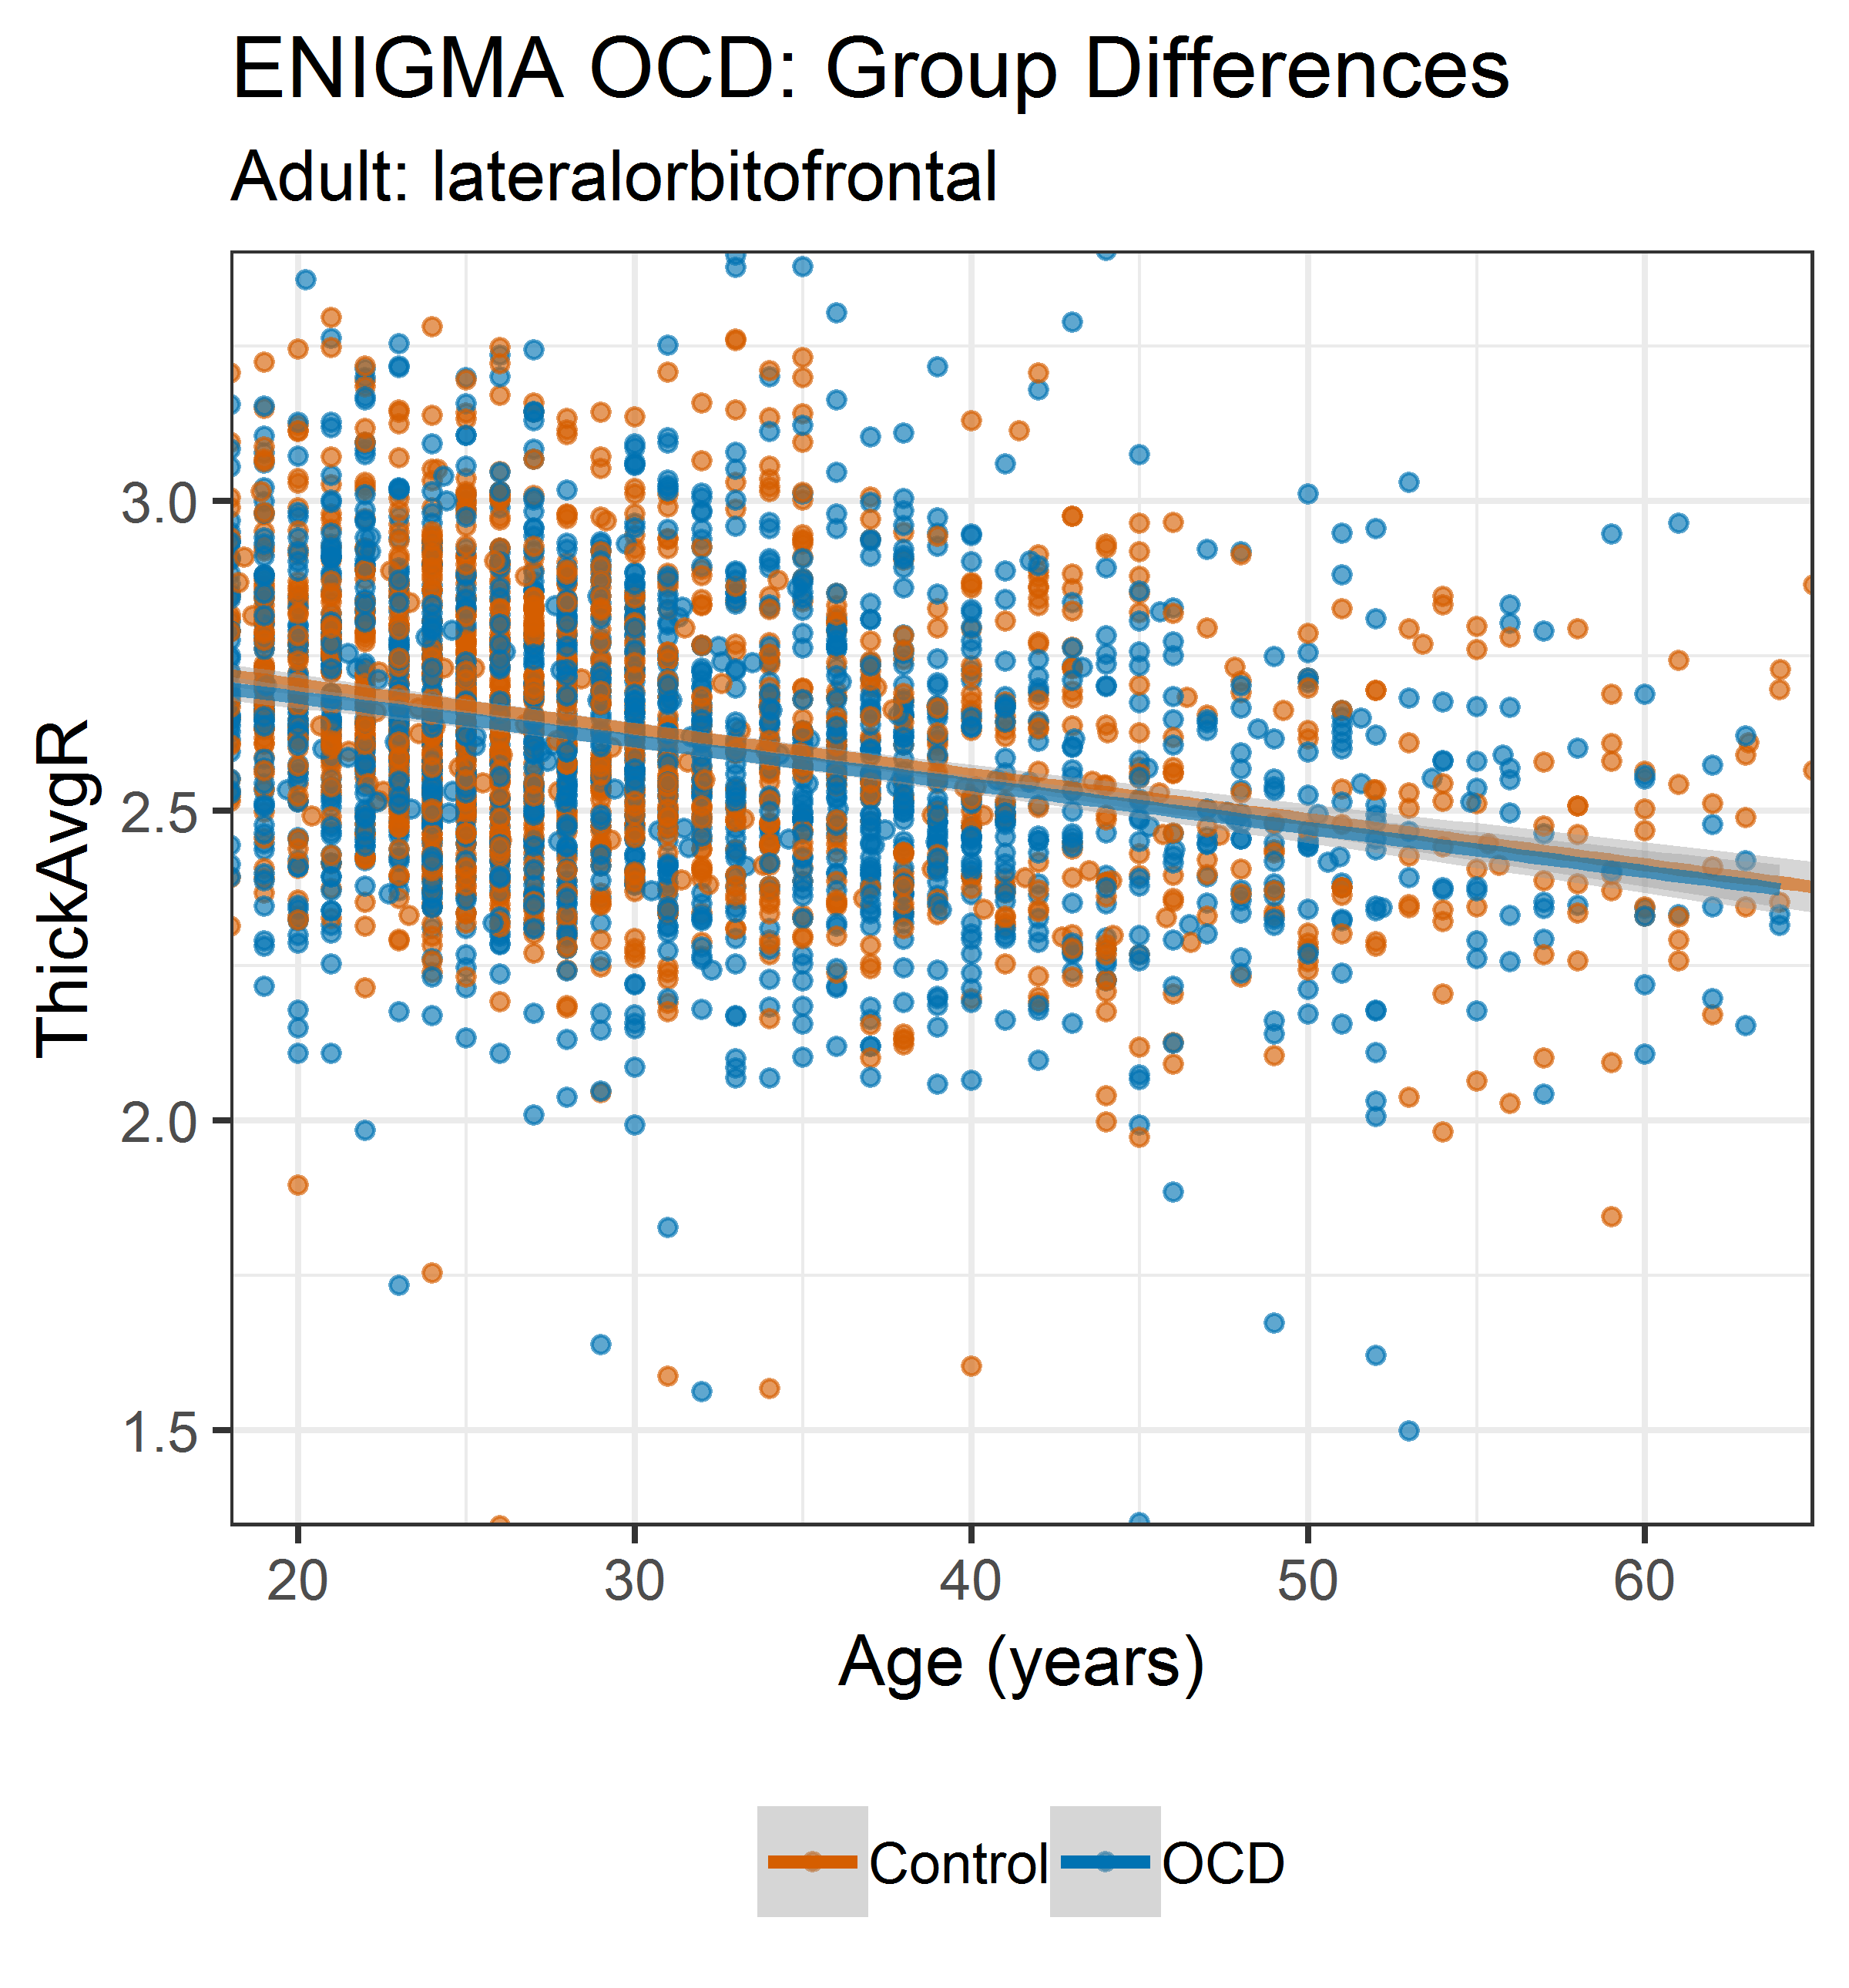 ENIGMA OCD: Group Differences
Adult: lateralorbitofrontal
ThickAvgR
3.0
2.5
2.0
1.5
20 30 40 50 60
Age (years)
Control OCD